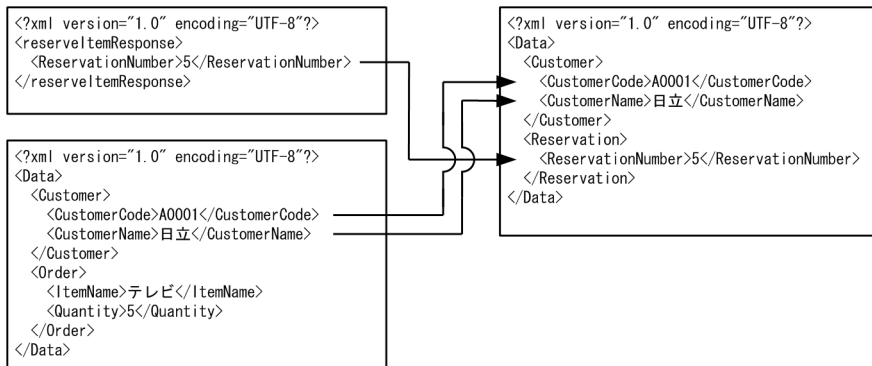 <?xml version="1.0" encoding="UTF-8"?>
<reserveItemResponse>
<ReservationNumber>5</ReservationNumber>
</reserveItemResponse>
<?xml version="1.0" encoding="UTF-8"?>
<Data>
<Customer>
<CustomerCode>A0001</CustomerCode>
<CustomerName>日立</CustomerName>
</Customer>
<Order>
<ItemName>テレビ</ItemName>
<Quantity>5</Quantity>
</Order>
</Data>
<?xml version="1.0" encoding="UTF-8"?>
<Data>
<Customer>
<CustomerCode>A0001</CustomerCode>
<CustomerName>日立</CustomerName>
</Customer>
<Reservation>
<ReservationNumber>5</ReservationNumber>
</Reservation>
</Data>